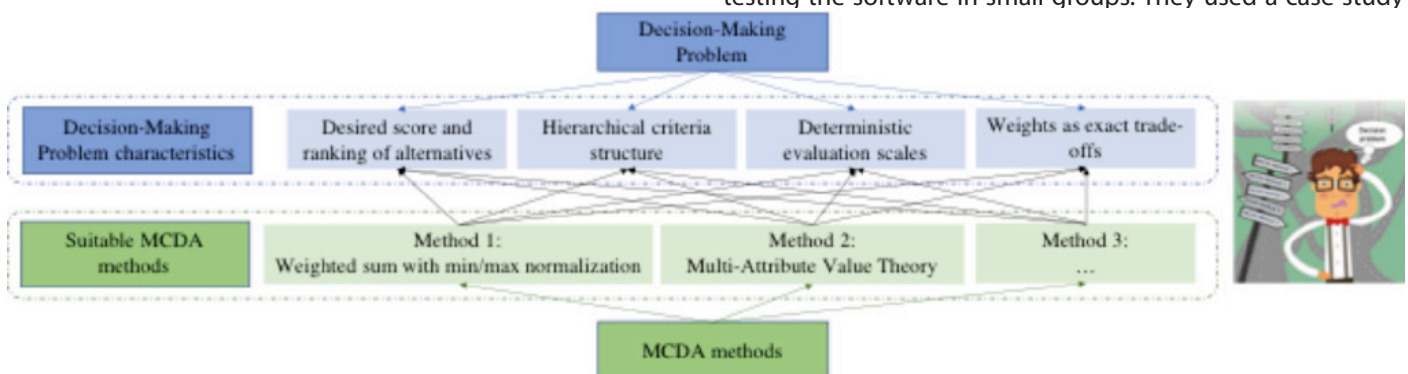 testing the software in small groups. They used a case study
Decision-Making
Problem
Decision-Making
Problem characteristics
Desired score and
ranking of alternatives
Hierarchical criteria
structure
Deterministic
evaluation scales
Weights as exact trade-
offs
Decision
problem
Suitable MCDA
methods
Method 1:
Weighted sum with min/max normalization
Method 2:
Multi-Attribute Value Theory
Method 3:
…
MCDA methods